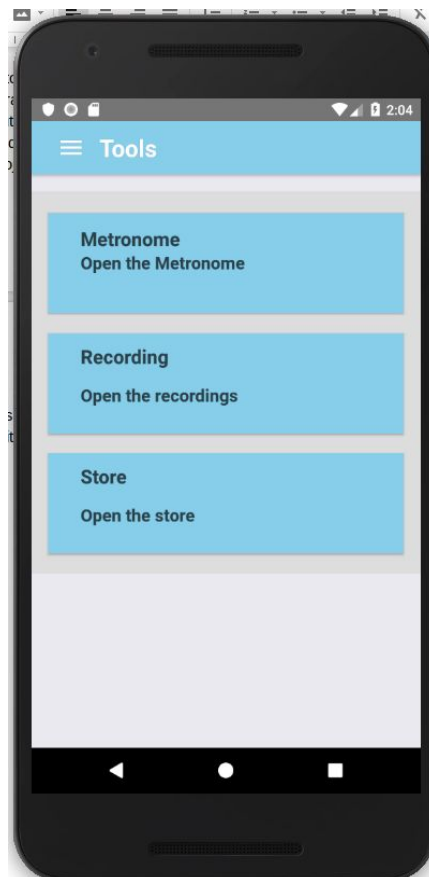 2:04
Tools
Metronome
Open the Metronome
Recording
Open the recordings
Store
Open the store